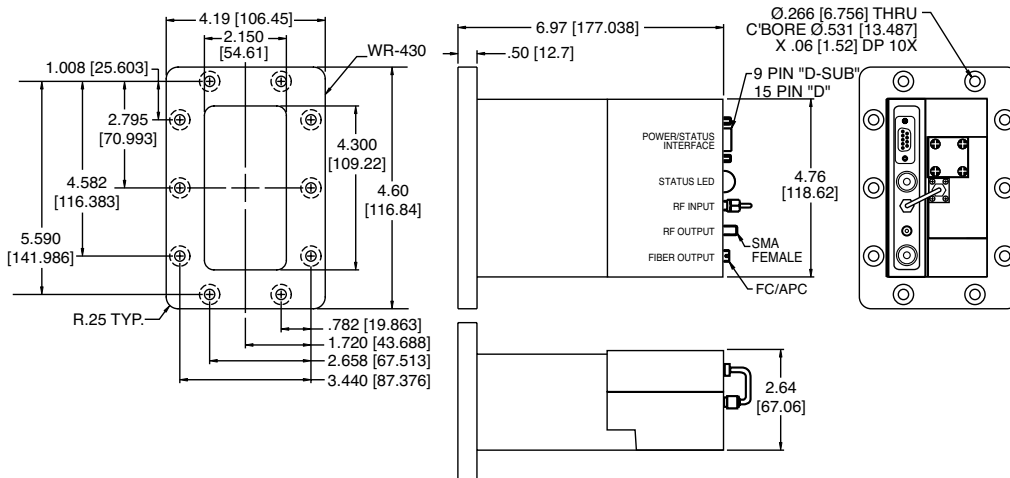 4.19 [106.45]
2.150
[54.61]
WR-430
1.008 [25.603]
2.795
[70.993]
4.582
[116.383]
5.590
[141.986]
4.300
[109.22]
4.60
[116.84]
R.25 TYP.
.782 [19.863]
1.720 [43.688]
2.658 [67.513]
3.440 [87.376]
6.97 [177.038]
.50 [12.7]
9 PIN "D-SUB"
15 PIN "D"
POWER/STATUS
INTERFACE
STATUS LED
RF INPUT
RF OUTPUT
FIBER OUTPUT
SMA
FEMALE
FC/APC
4.76
[118.62]
2.64
[67.06]
Ø.266 [6.756] THRU
C'BORE Ø.531 [13.487]
X .06 [1.52] DP 10X